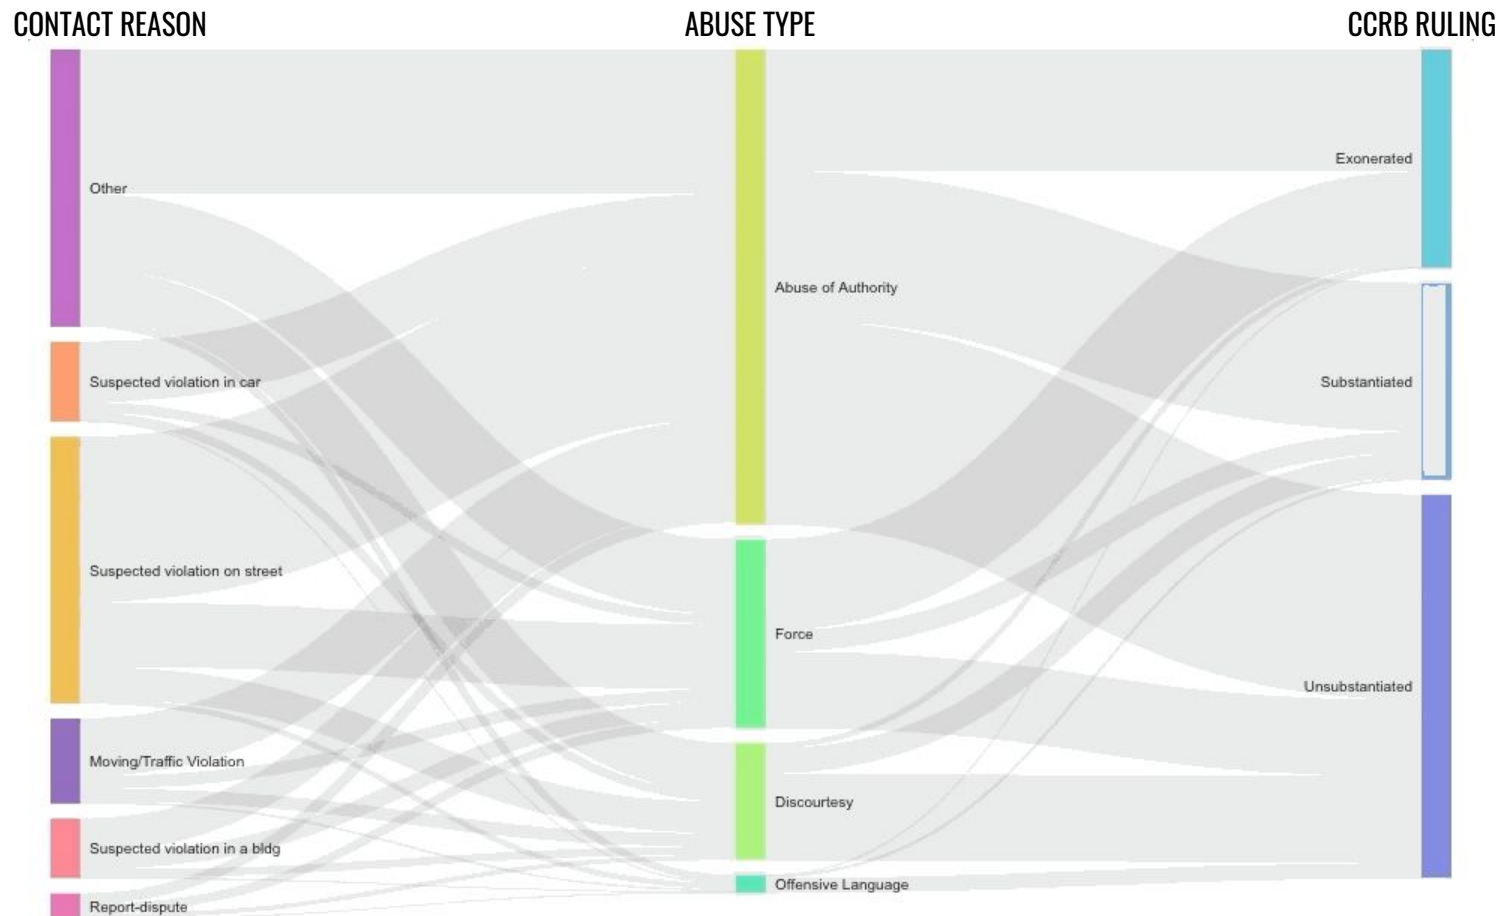 CONTACT REASON
ABUSE TYPE
CCRB RULING
Other
Suspected violation in car
Suspected violation on street
Moving/Traffic Violation
Suspected violation in a bldg
Report-dispute
Abuse of Authority
Force
Discourtesy
Offensive Language
Exonerated
Substantiated
Unsubstantiated